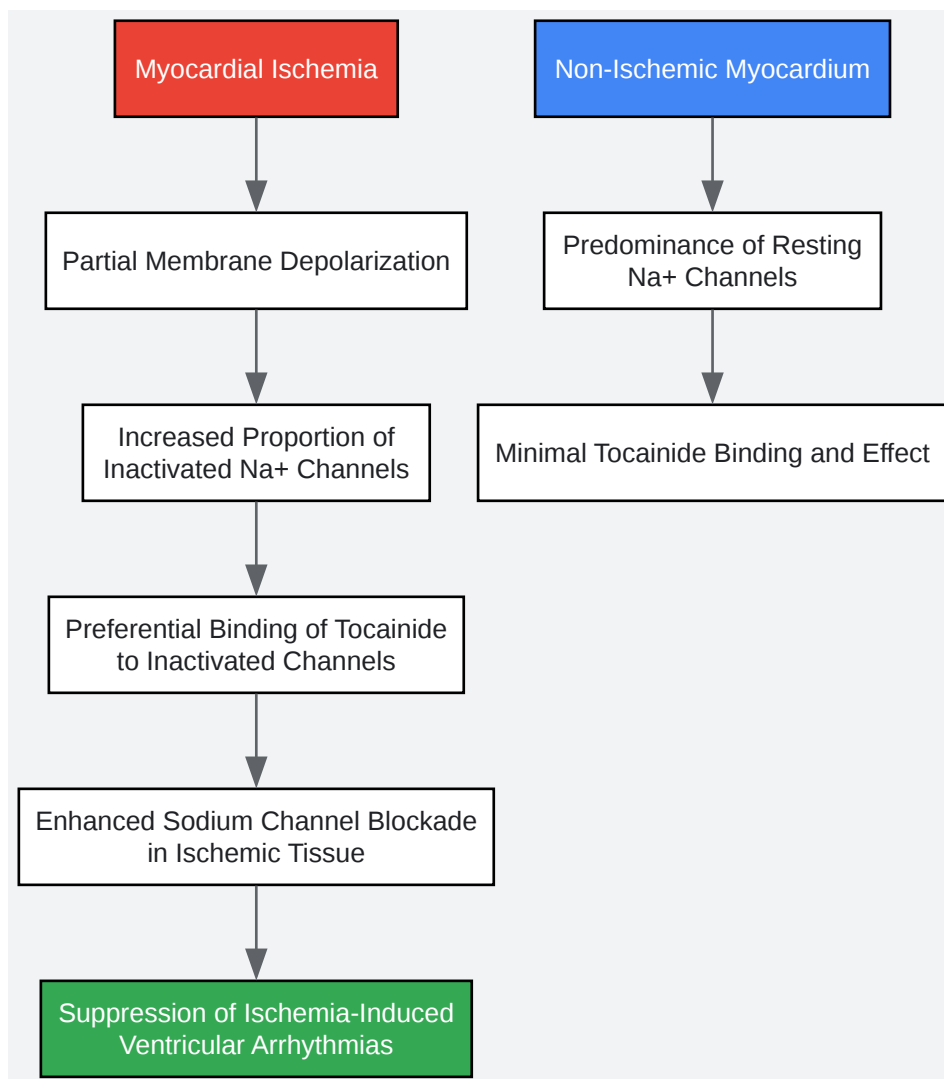 Myocardial Ischemia
Non-Ischemic Myocardium
Partial Membrane Depolarization
Predominance of Resting
Na+ Channels
Increased Proportion of
Inactivated Na+ Channels
Minimal Tocainide Binding and Effect
Preferential Binding of Tocainide
to Inactivated Channels
Enhanced Sodium Channel Blockade
in Ischemic Tissue
Suppression of Ischemia-Induced
Ventricular Arrhythmias